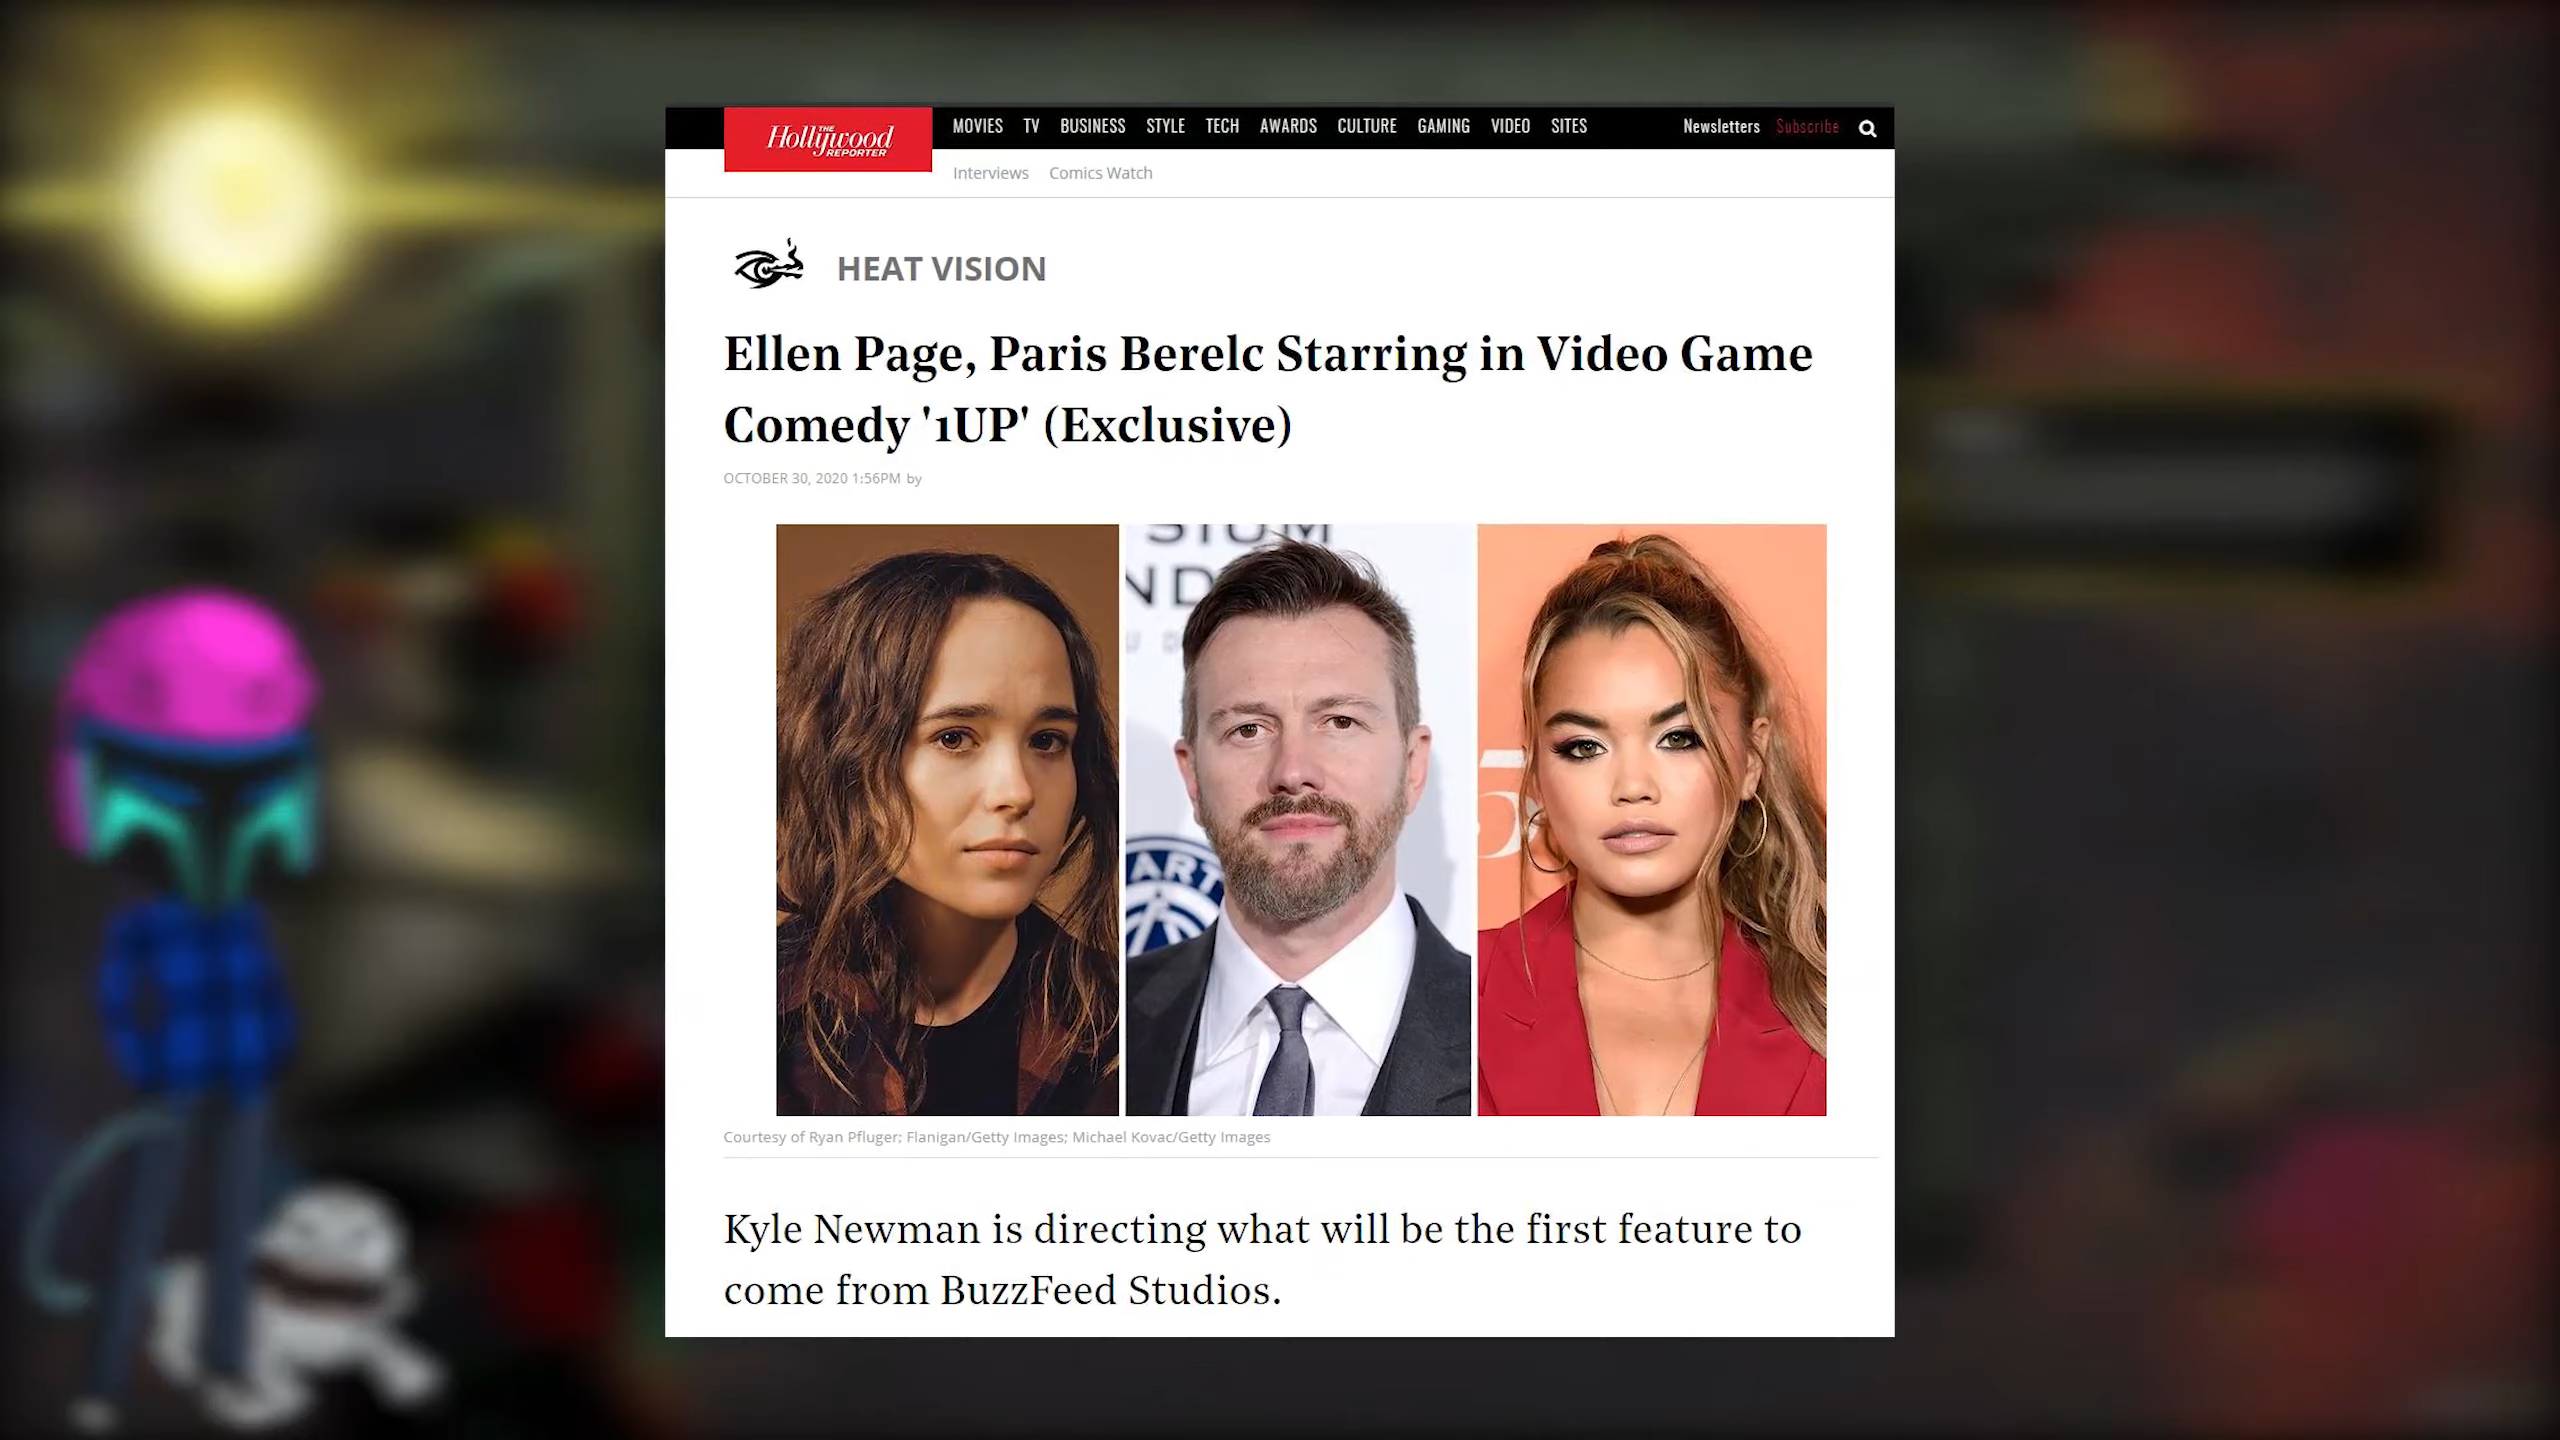 The Hollywood REPORTER
MOVIES TV BUSINESS STYLE TECH AWARDS CULTURE GAMING VIDEO SITES Newsletters Subscribe
Interviews Comics Watch
HEAT VISION
Ellen Page, Paris Berelc Starring in Video Game
Comedy '1UP' (Exclusive)
OCTOBER 30, 2020 1:56PM by
ART
5
Courtesy of Ryan Pfluger; Flanigan/Getty Images; Michael Kovac/Getty Images
Kyle Newman is directing what will be the first feature to
come from BuzzFeed Studios.